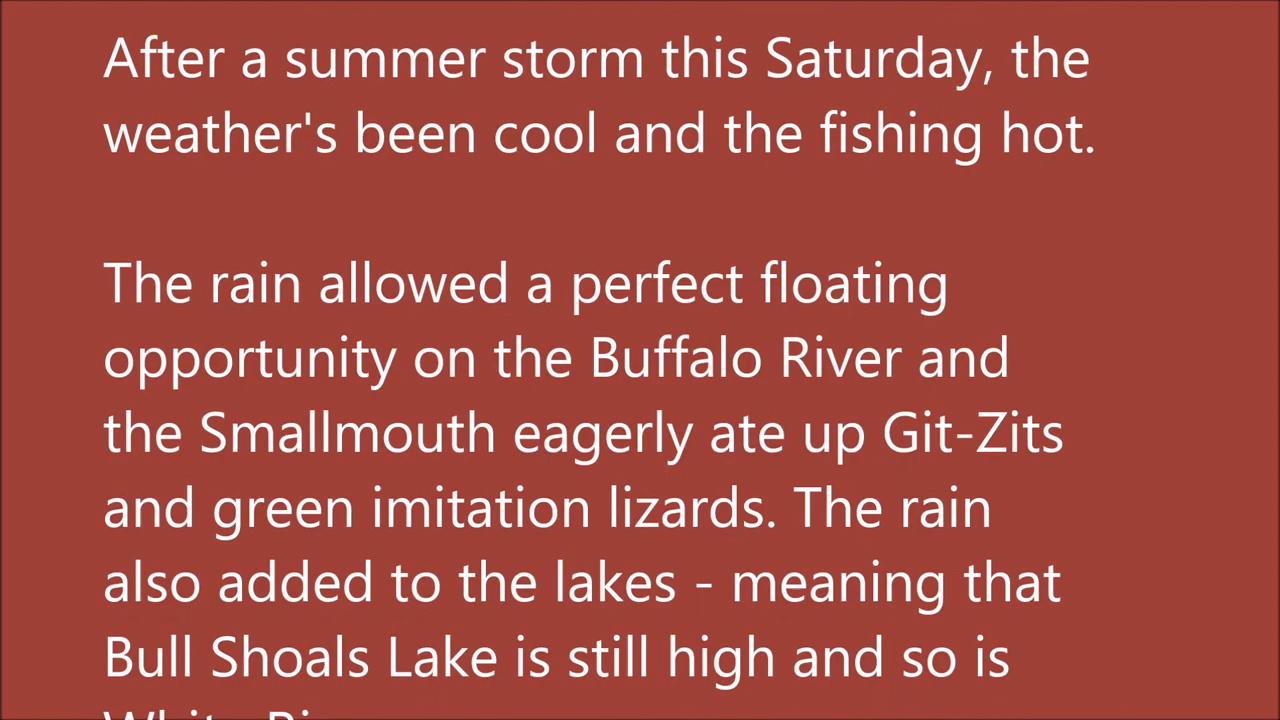 After a summer storm this Saturday, the
weather's been cool and the fishing hot.
The rain allowed a perfect floating
opportunity on the Buffalo River and
the Smallmouth eagerly ate up Git-Zits
and green imitation lizards. The rain
also added to the lakes - meaning that
Bull Shoals Lake is still high and so is